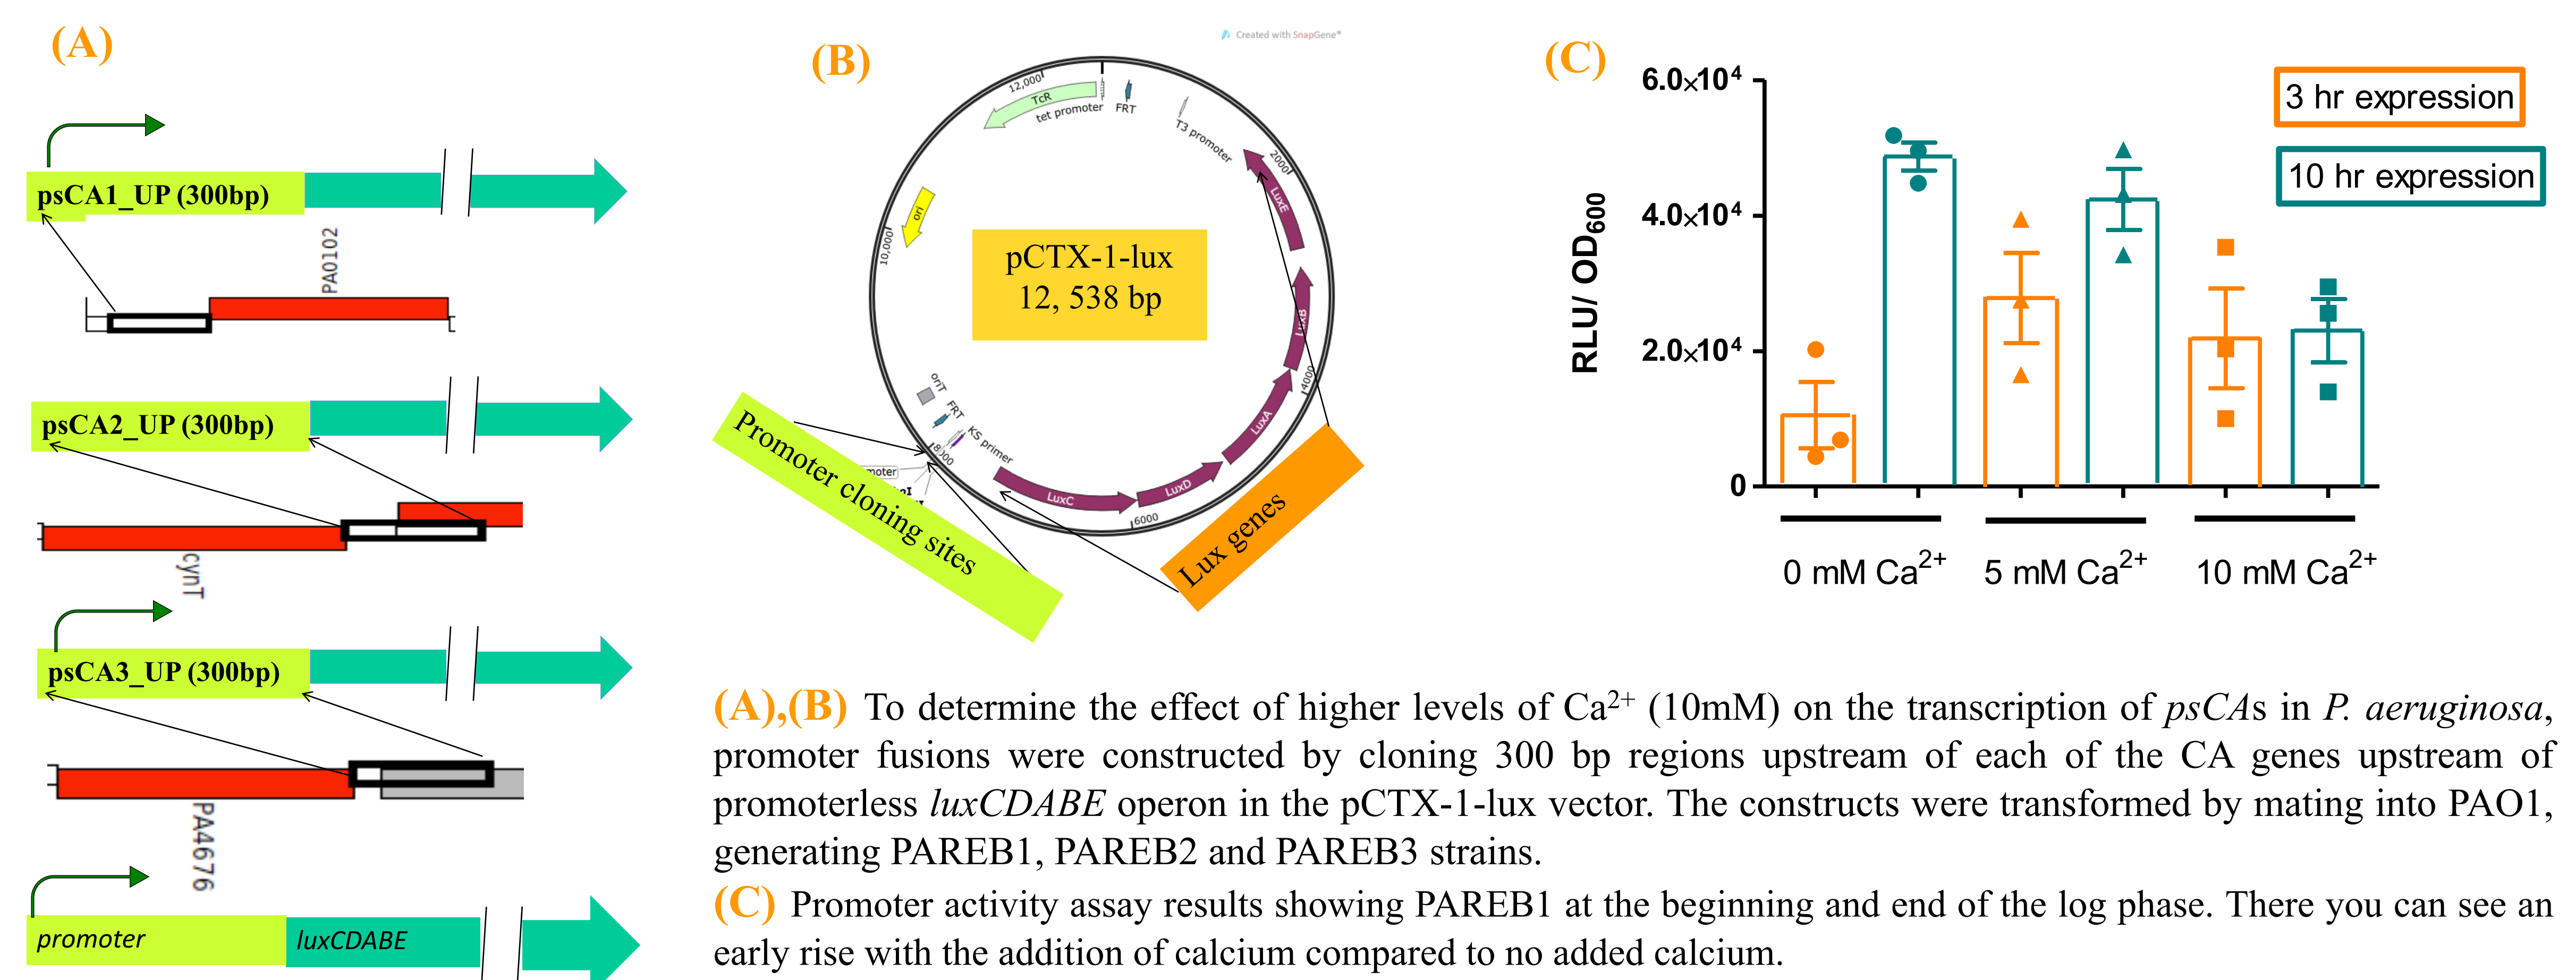 (A)
psCA1_UP (300bp)
PA0102
psCA2_UP (300bp)
cynT
psCA3_UP (300bp)
PA4676
promoter
luxCDABE
(B)
Created with SnapGene®
12,000
TcR
tet promoter
FRT
T3 promoter
2000
LuxE
LuxB
4000
LuxA
LuxD
6000
LuxC
KS primer
8000
FRT
oriT
10,000
ori
pCTX-1-lux
12, 538 bp
moter
Promoter cloning sites
Lux genes
(C)
6.0×10⁴
4.0×10⁴
2.0×10⁴
0
RLU/ OD600
3 hr expression
10 hr expression
0 mM Ca²⁺
5 mM Ca²⁺
10 mM Ca²⁺
(A),(B) To determine the effect of higher levels of Ca²⁺ (10mM) on the transcription of psCAs in P. aeruginosa,
promoter fusions were constructed by cloning 300 bp regions upstream of each of the CA genes upstream of
promoterless luxCDABE operon in the pCTX-1-lux vector. The constructs were transformed by mating into PAO1,
generating PAREB1, PAREB2 and PAREB3 strains.
(C) Promoter activity assay results showing PAREB1 at the beginning and end of the log phase. There you can see an
early rise with the addition of calcium compared to no added calcium.